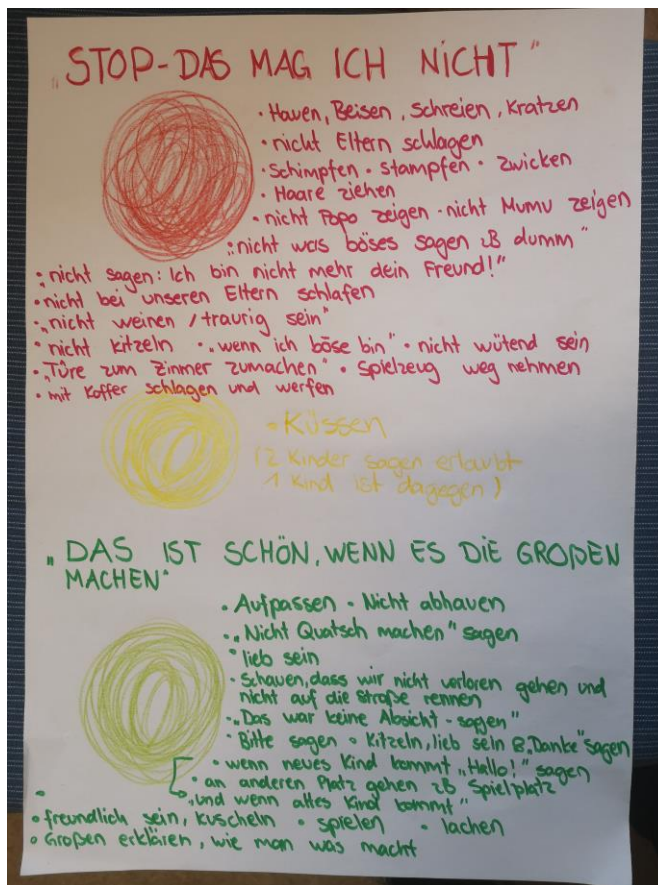 „STOP-DAS MAG ICH NICHT"
· Hauen, Beisen, Schreien, Kratzen
· nicht Eltern schlagen
· Schimpfen · stampfen · zwicken
· Haare ziehen
· nicht Popo zeigen - nicht Mumu zeigen
„nicht was böses sagen zB dumm"
· „nicht sagen: Ich bin nicht mehr dein Freund!"
· nicht bei unseren Eltern schlafen
· „nicht weinen / traurig sein"
· nicht kitzeln · „wenn ich böse bin" · nicht wütend sein
· „Türe zum Zimmer zumachen" · Spielzeug weg nehmen
· mit Koffer schlagen und werfen
· Küssen
(2 Kinder sagen erlaubt
1 Kind ist dagegen)
„DAS IST SCHÖN, WENN ES DIE GROßEN
MACHEN"
· Aufpassen · Nicht abhauen
· „Nicht Quatsch machen" sagen
· lieb sein
· Schauen, dass wir nicht verloren gehen und
nicht auf die Straße rennen
· „Das war keine Absicht - sagen"
· Bitte sagen · Kitzeln, lieb sein „Danke" sagen
· wenn neues Kind kommt „Hallo!" sagen
· an anderen Platz gehen zB Spielplatz
„und wenn altes Kind kommt"
· freundlich sein, kuscheln · spielen · lachen
· Großen erklären, wie man was macht